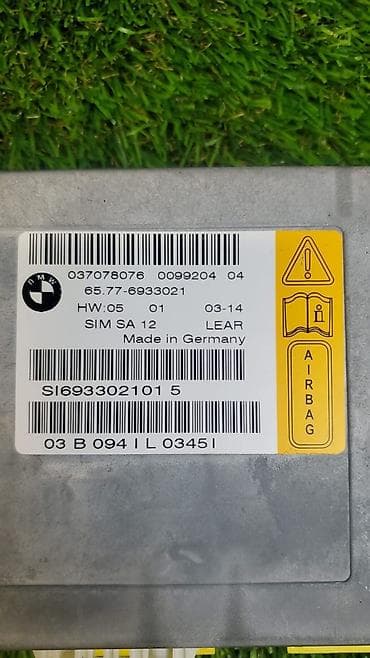 BMW
037078076 0099204 04
65.77-6933021
HW:05 01 03-14
SIM SA 12 LEAR
Made in Germany
SI693302101 5
03 B 094 I L 0345I
AIRBAG